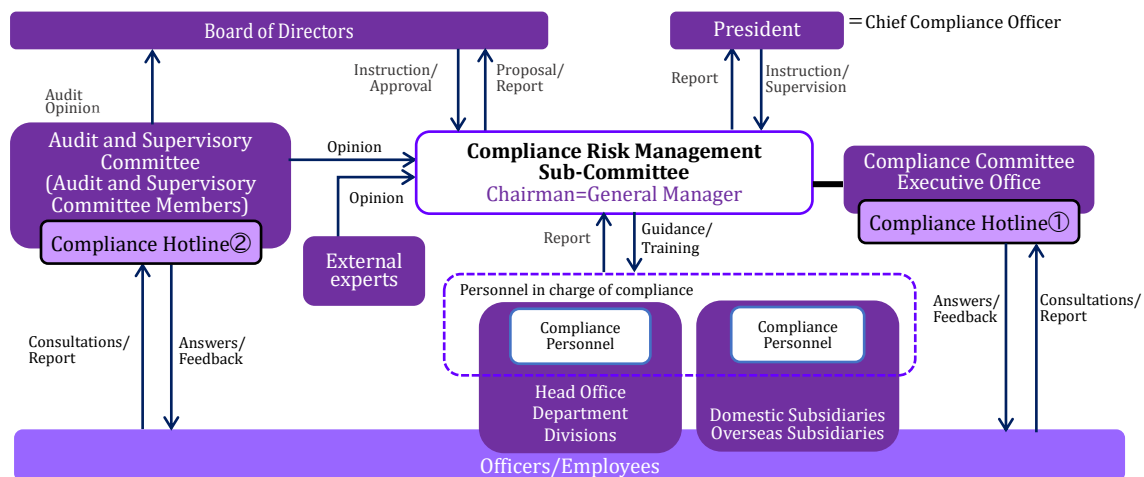 Board of Directors
President
= Chief Compliance Officer
Audit
Opinion
Instruction/
Approval
Proposal/
Report
Report
Instruction/
Supervision
Audit and Supervisory
Committee
(Audit and Supervisory
Committee Members)
Compliance Hotline②
Opinion
Opinion
External
experts
Compliance Risk Management
Sub-Committee
Chairman=General Manager
Compliance Committee
Executive Office
Compliance Hotline①
Report
Guidance/
Training
Personnel in charge of compliance
Compliance
Personnel
Head Office
Department
Divisions
Compliance
Personnel
Domestic Subsidiaries
Overseas Subsidiaries
Consultations/
Report
Answers/
Feedback
Answers/
Feedback
Consultations/
Report
Officers/Employees